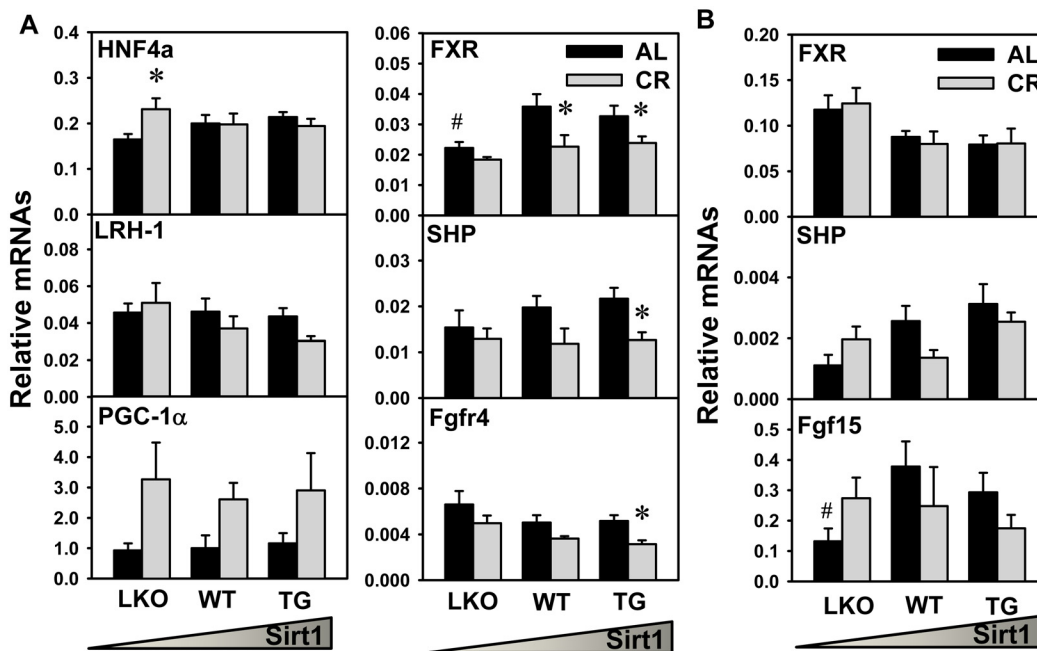 A
B
Relative mRNAs
HNF4a
0.4
0.3
0.2
0.1
0.0
*
LRH-1
0.08
0.06
0.04
0.02
0.00
PGC-1α
5.0
4.0
3.0
2.0
1.0
0.0
LKO WT TG
Sirt1
FXR
AL
CR
0.06
0.05
0.04
0.03
0.02
0.01
0.00
# * *
SHP
0.03
0.02
0.01
0.00
*
Fgfr4
0.012
0.008
0.004
0.000
*
LKO WT TG
Sirt1
Relative mRNAs
FXR
AL
CR
0.20
0.15
0.10
0.05
0.00
SHP
0.004
0.002
0.000
Fgf15
0.5
0.4
0.3
0.2
0.1
0.0
#
LKO WT TG
Sirt1